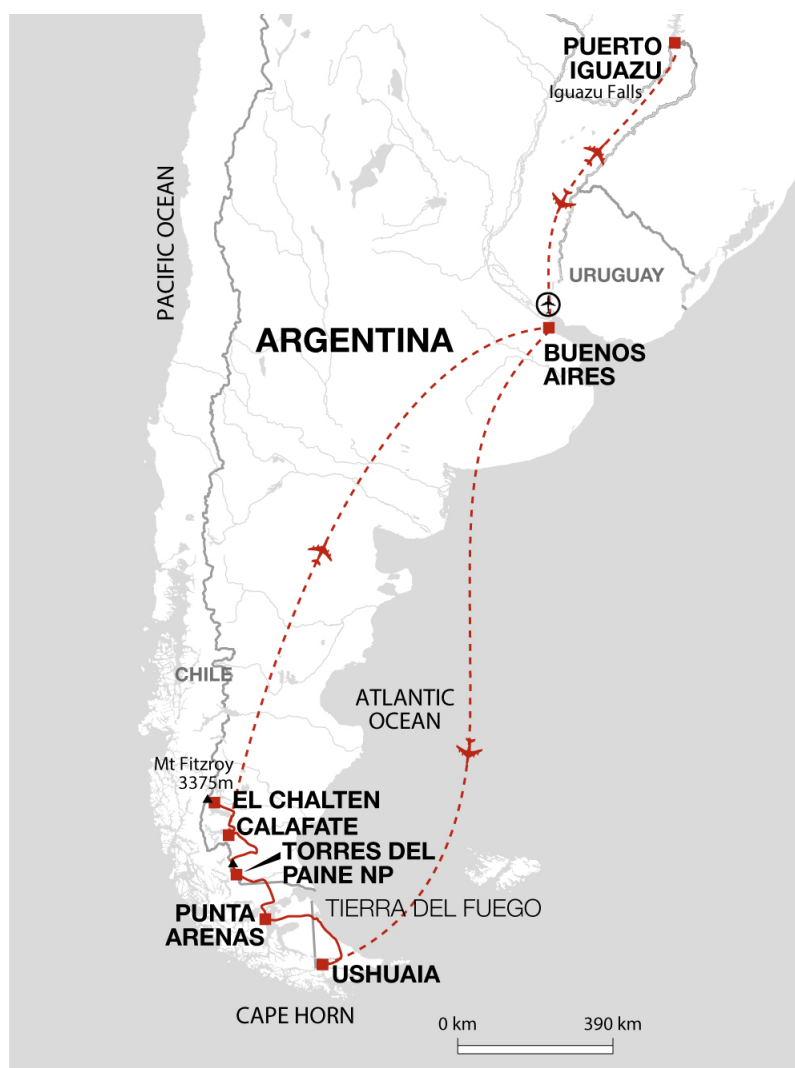 PUERTO
IGUAZU
Iguazu Falls
PACIFIC OCEAN
URUGUAY
ARGENTINA
BUENOS
AIRES
CHILE
ATLANTIC
OCEAN
Mt Fitzroy
3375m
EL CHALTEN
CALAFATE
TORRES DEL
PAINE NP
TIERRA DEL FUEGO
PUNTA
ARENAS
USHUAIA
CAPE HORN
0 km 390 km